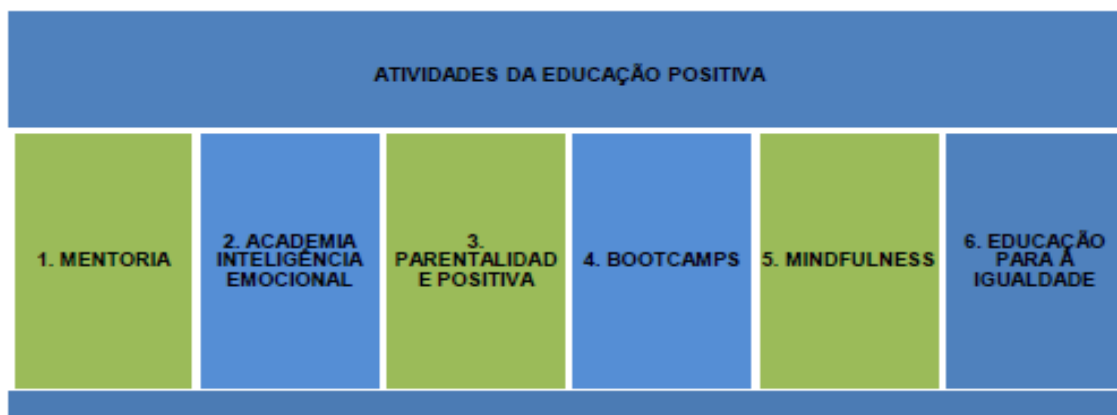 ATIVIDADES DA EDUCAÇÃO POSITIVA
1. MENTORIA
2. ACADEMIA
INTELIGÊNCIA
EMOCIONAL
3.
PARENTALIDAD
E POSITIVA
4. BOOTCAMPS
5. MINDFULNESS
6. EDUCAÇÃO
PARA A
IGUALDADE